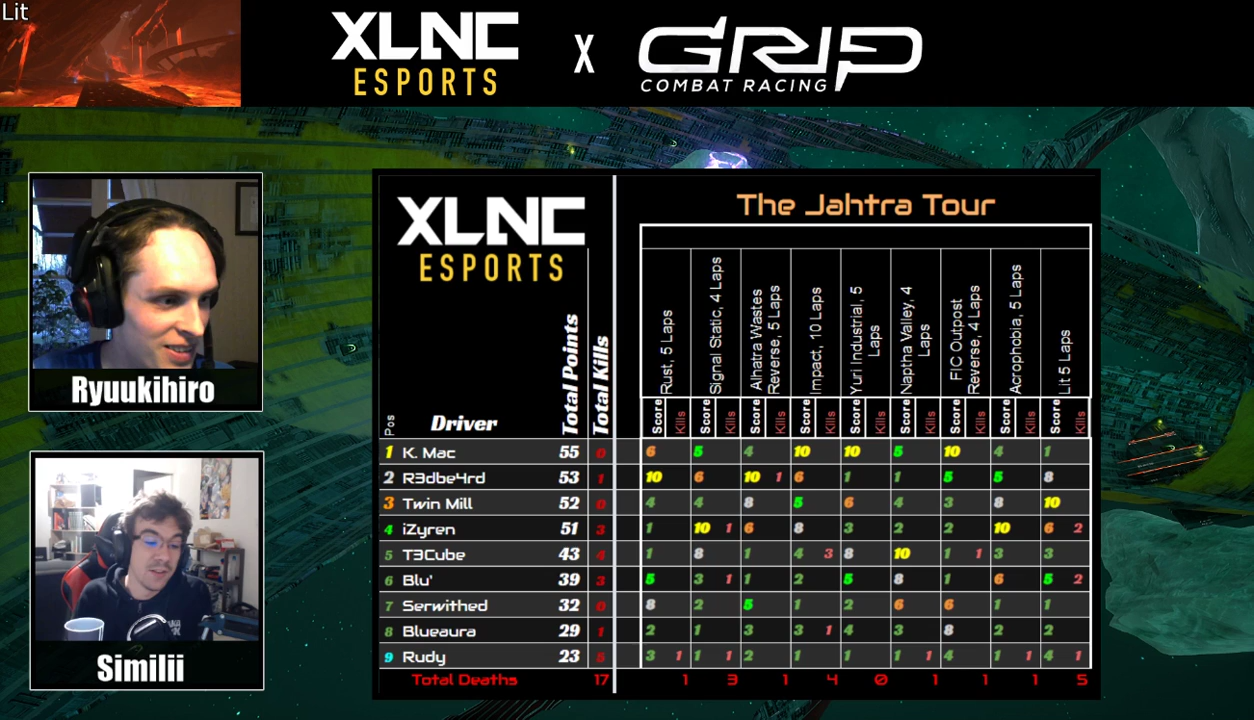 Lit
XLNC ESPORTS X GRIP COMBAT RACING
Ryuukihiro
Similii
XLNC
ESPORTS
The Jahtra Tour
Pos Driver Total Points Total Kills
Rust, 5 Laps
Signal Static, 4 Laps
Alhatra Wastes Reverse, 5 Laps
Impact, 10 Laps
Yuri Industrial, 5 Laps
Naptha Valley, 4 Laps
FIC Outpost Reverse, 4 Laps
Acrophobia, 5 Laps
Lit 5 Laps
Score Kills Score Kills Score Kills Score Kills Score Kills Score Kills Score Kills Score Kills Score Kills
1 K. Mac 55 0 6 5 4 10 10 5 10 4 1
2 R3dbe4rd 53 1 10 6 10 1 6 1 1 5 5 8
3 Twin Mill 52 0 4 4 8 5 6 4 3 8 10
4 iZyren 51 3 1 10 1 6 8 3 2 2 10 6 2
5 T3Cube 43 4 1 8 1 4 3 8 10 1 1 3 3
6 Blu' 39 3 5 3 1 1 2 5 8 1 6 5 2
7 Serwithed 32 0 8 2 5 1 2 6 6 1 1
8 Blueaura 29 1 2 1 3 3 1 4 3 8 2 2
9 Rudy 23 5 3 1 1 1 2 1 1 1 1 4 1 1 4 1
Total Deaths 17 1 3 1 4 0 1 1 1 5